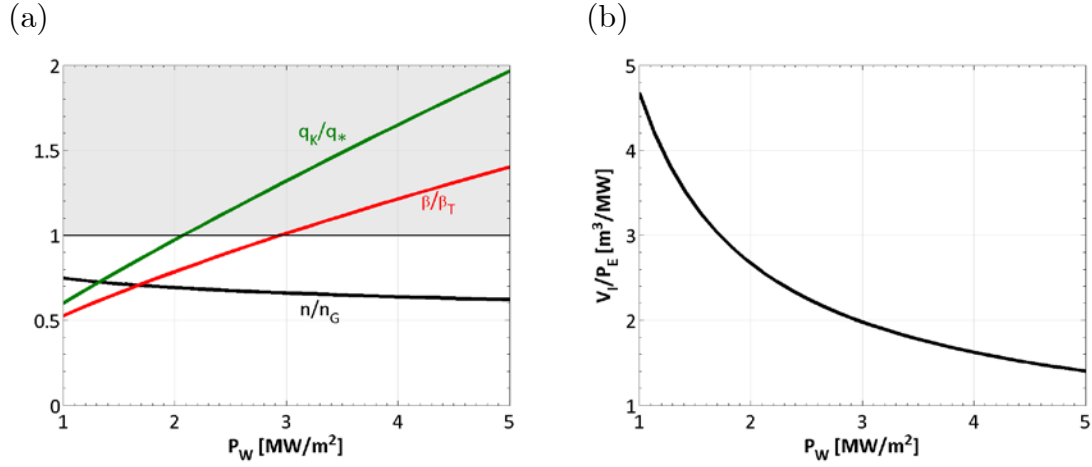 (a)
2
1.5
1
0.5
0
q_K/q_*
β/β_T
n/n_G
1 2 3 4 5
P_W [MW/m²]
(b)
5
4
3
2
1
V_I/P_E [m³/MW]
1 2 3 4 5
P_W [MW/m²]